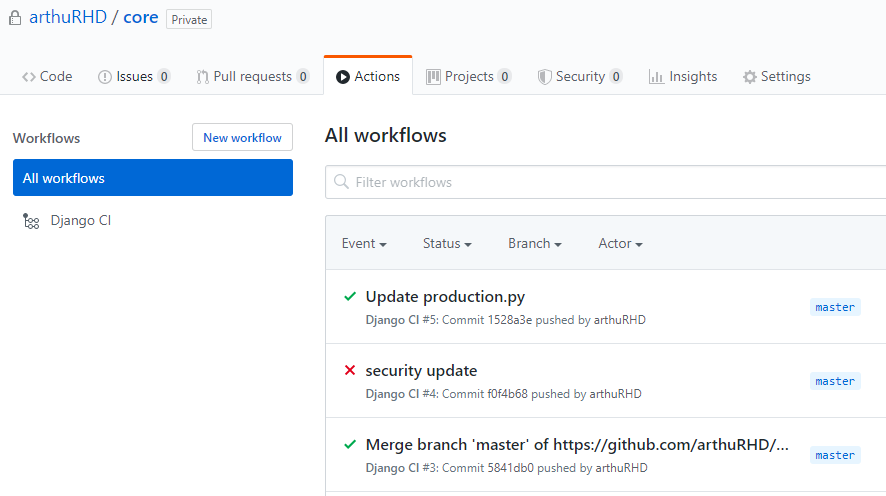 arthuRHD / core Private
Code Issues 0 Pull requests 0 Actions Projects 0 Security 0 Insights Settings
Workflows New workflow
All workflows
Django CI
All workflows
Filter workflows
Event Status Branch Actor
Update production.py
Django CI #5: Commit 1528a3e pushed by arthuRHD
master
security update
Django CI #4: Commit f0f4b68 pushed by arthuRHD
master
Merge branch 'master' of https://github.com/arthuRHD/...
Django CI #3: Commit 5841db0 pushed by arthuRHD
master